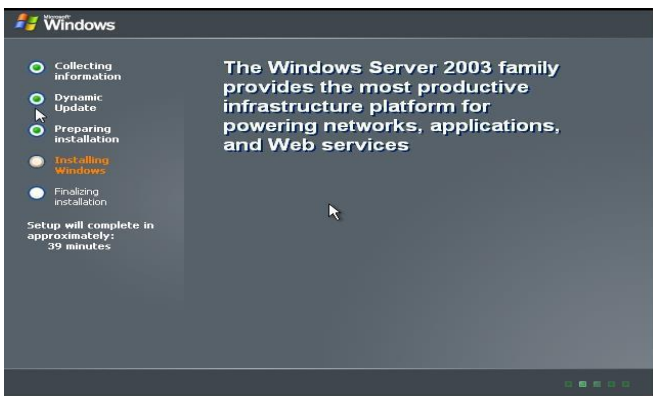 Microsoft
Windows
Collecting
information
Dynamic
Update
Preparing
installation
Installing
Windows
Finalizing
installation
Setup will complete in
approximately:
39 minutes
The Windows Server 2003 family
provides the most productive
infrastructure platform for
powering networks, applications,
and Web services